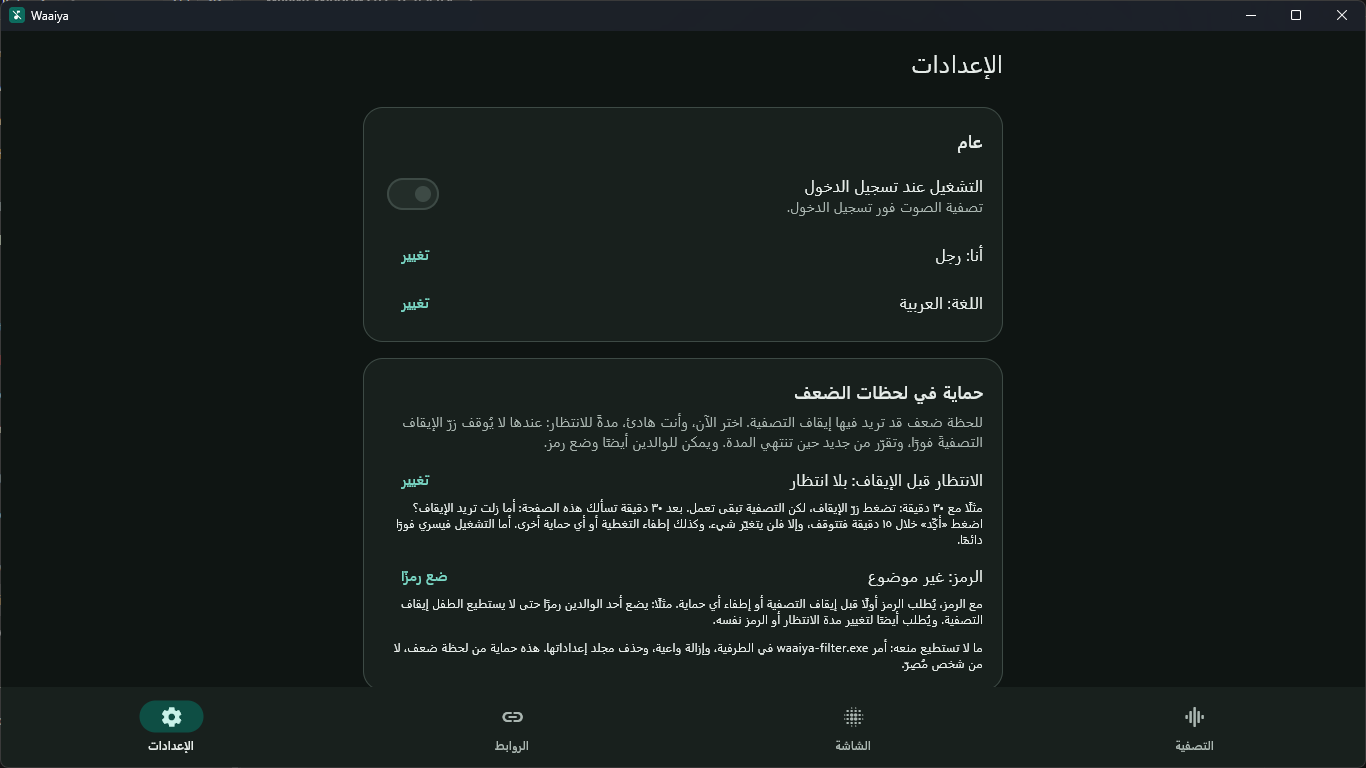 Waaiya
الإعدادات
عام
التشغيل عند تسجيل الدخول
تصفية الصوت فور تسجيل الدخول.
أنا: رجل
تغيير
اللغة: العربية
تغيير
حماية في لحظات الضعف
للحظة ضعف قد تريد فيها إيقاف التصفية. اختر الآن، وأنت هادئ، مدةً للانتظار: عندها لا يُوقف زرّ الإيقاف
التصفيةَ فورًا، وتقرّر من جديد حين تنتهي المدة. ويمكن للوالدين أيضًا وضع رمز.
الانتظار قبل الإيقاف: بلا انتظار
تغيير
مثلًا مع ٣٠ دقيقة: تضغط زرّ الإيقاف، لكن التصفية تبقى تعمل. بعد ٣٠ دقيقة تسألك هذه الصفحة: أما زلت تريد الإيقاف؟
اضغط «أكِّد» خلال ١٥ دقيقة فتتوقف، وإلا فلن يتغيّر شيء. وكذلك إطفاء التغطية أو أي حماية أخرى. أما التشغيل فيسري فورًا
دائمًا.
الرمز: غير موضوع
ضع رمزًا
مع الرمز، يُطلب الرمز أولًا قبل إيقاف التصفية أو إطفاء أي حماية. مثلًا: يضع أحد الوالدين رمزًا حتى لا يستطيع الطفل إيقاف
التصفية. ويُطلب أيضًا لتغيير مدة الانتظار أو الرمز نفسه.
ما لا تستطيع منعه: أمر waaiya-filter.exe في الطرفية، وإزالة واعية، وحذف مجلد إعداداتها. هذه حماية من لحظة ضعف، لا
من شخص مُصِرّ.
التصفية
الشاشة
الروابط
الإعدادات